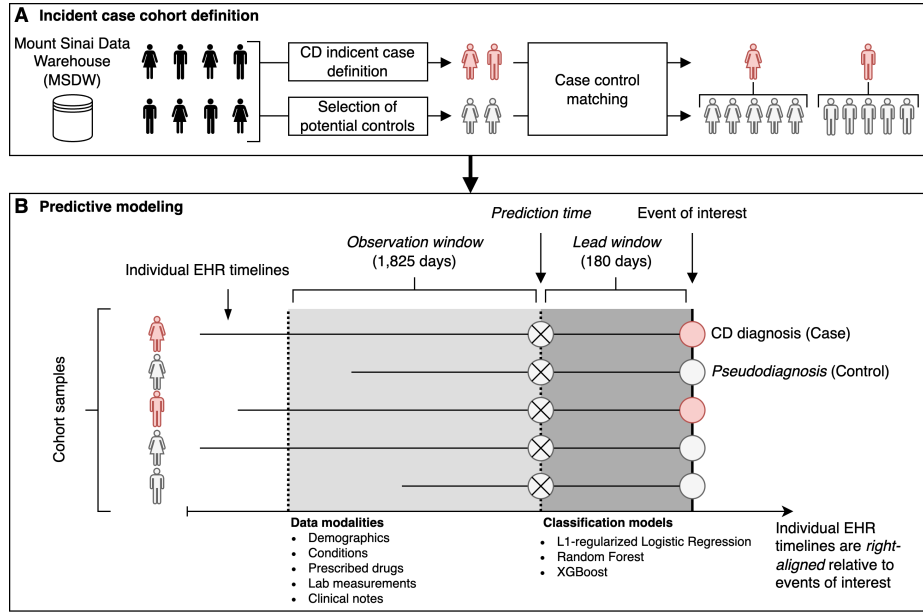 A Incident case cohort definition
Mount Sinai Data
Warehouse
(MSDW)
CD indicent case
definition
Selection of
potential controls
Case control
matching
B Predictive modeling
Prediction time
Event of interest
Observation window
(1,825 days)
Lead window
(180 days)
Individual EHR timelines
Cohort samples
CD diagnosis (Case)
Pseudodiagnosis (Control)
Data modalities
• Demographics
• Conditions
• Prescribed drugs
• Lab measurements
• Clinical notes
Classification models
• L1-regularized Logistic Regression
• Random Forest
• XGBoost
Individual EHR
timelines are right-
aligned relative to
events of interest